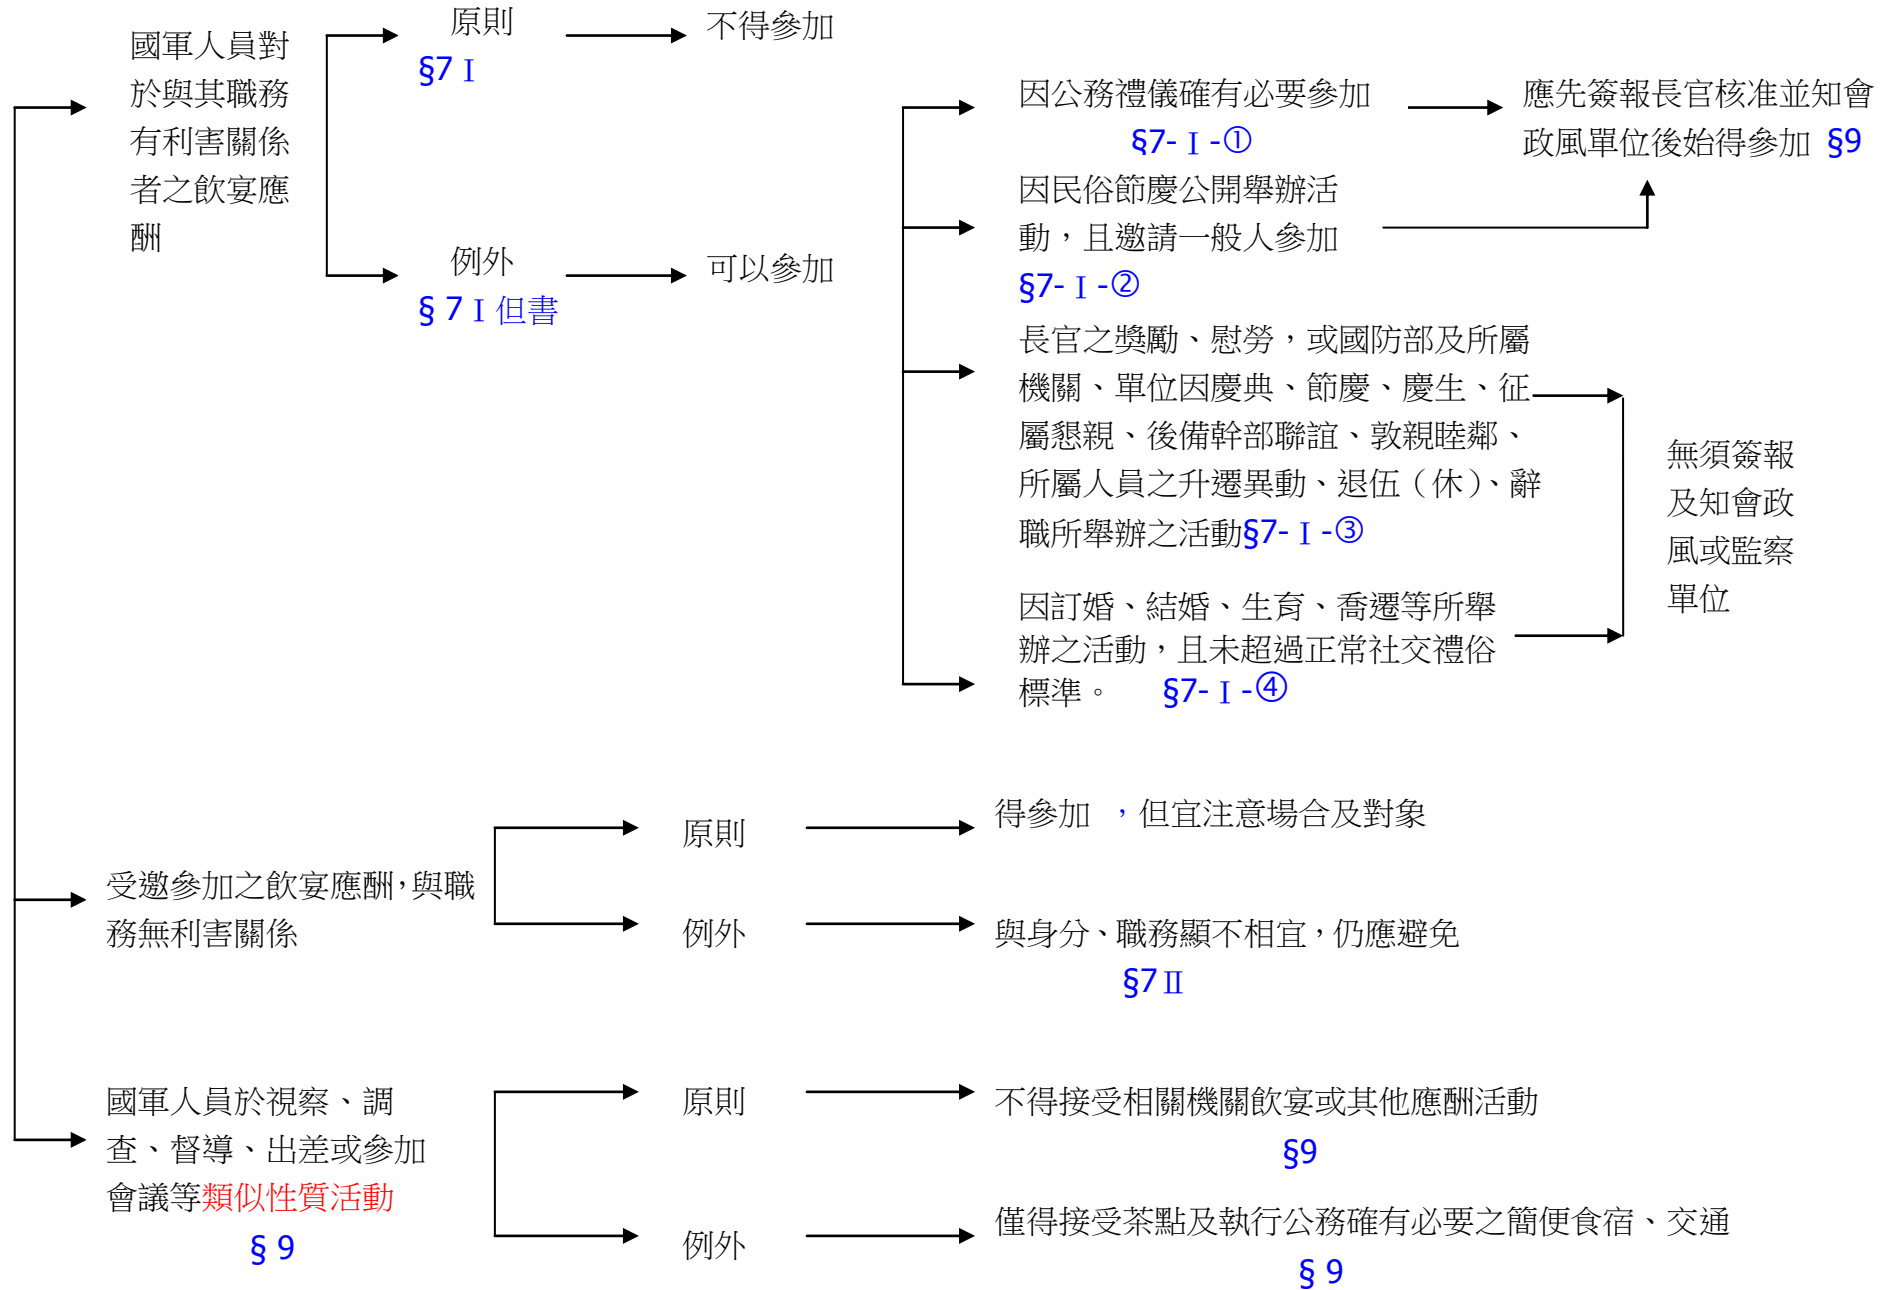 國軍人員對
於與其職務
有利害關係
者之飲宴應
酬
原則
§7 Ⅰ
不得參加
例外
§ 7 Ⅰ 但書
可以參加
因公務禮儀確有必要參加
§7- Ⅰ -①
應先簽報長官核准並知會
政風單位後始得參加 §9
因民俗節慶公開舉辦活
動，且邀請一般人參加
§7- Ⅰ -②
長官之獎勵、慰勞，或國防部及所屬
機關、單位因慶典、節慶、慶生、征
屬懇親、後備幹部聯誼、敦親睦鄰、
所屬人員之升遷異動、退伍（休）、辭
職所舉辦之活動§7- Ⅰ -③
因訂婚、結婚、生育、喬遷等所舉
辦之活動，且未超過正常社交禮俗
標準。 §7- Ⅰ -④
無須簽報
及知會政
風或監察
單位
受邀參加之飲宴應酬，與職
務無利害關係
原則
得參加 ，但宜注意場合及對象
例外
與身分、職務顯不相宜，仍應避免
§7 Ⅱ
國軍人員於視察、調
查、督導、出差或參加
會議等類似性質活動
§ 9
原則
不得接受相關機關飲宴或其他應酬活動
§9
例外
僅得接受茶點及執行公務確有必要之簡便食宿、交通
§ 9